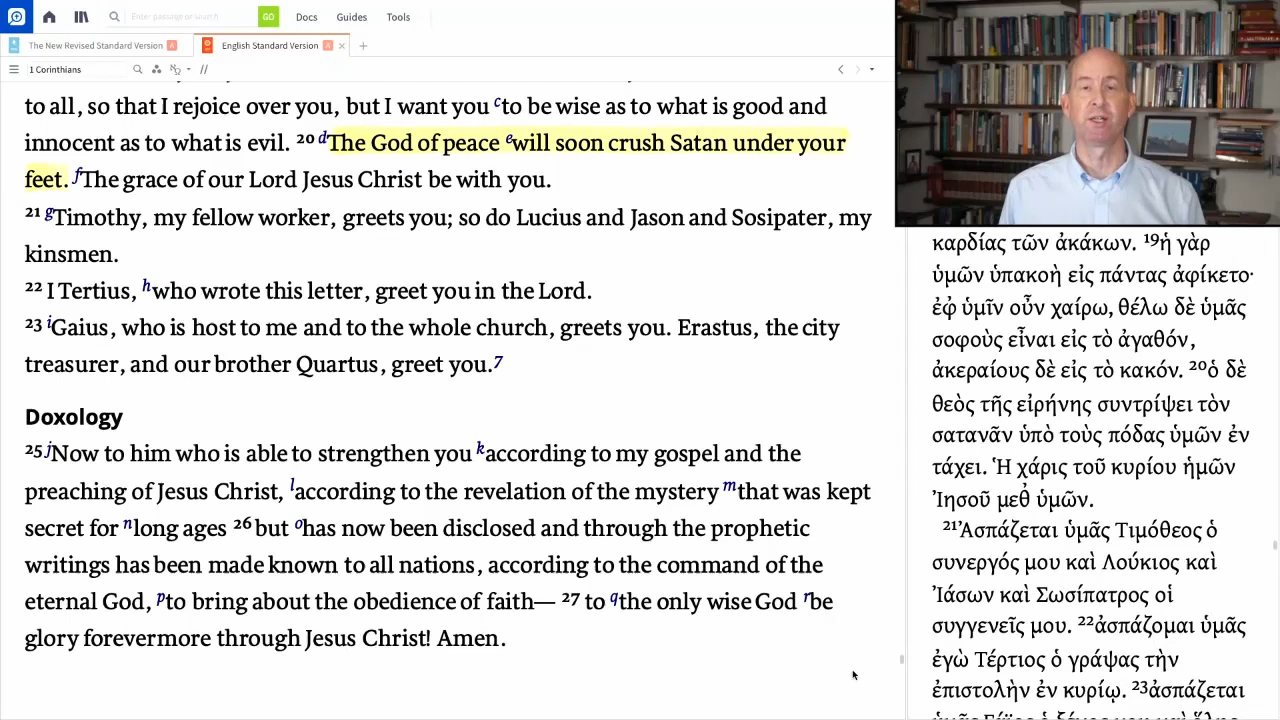 Enter passage or search
GO
Docs
Guides
Tools
The New Revised Standard Version A
English Standard Version A
1 Corinthians
to all, so that I rejoice over you, but I want you c to be wise as to what is good and
innocent as to what is evil. 20 d The God of peace e will soon crush Satan under your
feet. f The grace of our Lord Jesus Christ be with you.
21 g Timothy, my fellow worker, greets you; so do Lucius and Jason and Sosipater, my
kinsmen.
22 I Tertius, h who wrote this letter, greet you in the Lord.
23 i Gaius, who is host to me and to the whole church, greets you. Erastus, the city
treasurer, and our brother Quartus, greet you. 7
Doxology
25 j Now to him who is able to strengthen you k according to my gospel and the
preaching of Jesus Christ, l according to the revelation of the mystery m that was kept
secret for n long ages 26 but o has now been disclosed and through the prophetic
writings has been made known to all nations, according to the command of the
eternal God, p to bring about the obedience of faith— 27 to q the only wise God r be
glory forevermore through Jesus Christ! Amen.
καρδίας τῶν ἀκάκων. 19 ἡ γὰρ
ὑμῶν ὑπακοὴ εἰς πάντας ἀφίκετο·
ἐφ ὑμῖν οὖν χαίρω, θέλω δὲ ὑμᾶς
σοφοὺς εἶναι εἰς τὸ ἀγαθόν,
ἀκεραίους δὲ εἰς τὸ κακόν. 20 ὁ δὲ
θεὸς τῆς εἰρήνης συντρίψει τὸν
σατανᾶν ὑπὸ τοὺς πόδας ὑμῶν ἐν
τάχει. Ἡ χάρις τοῦ κυρίου ἡμῶν
Ἰησοῦ μεθ ὑμῶν.
21 Ἀσπάζεται ὑμᾶς Τιμόθεος ὁ
συνεργός μου καὶ Λούκιος καὶ
Ἰάσων καὶ Σωσίπατρος οἱ
συγγενεῖς μου. 22 ἀσπάζομαι ὑμᾶς
ἐγὼ Τέρτιος ὁ γράψας τὴν
ἐπιστολὴν ἐν κυρίῳ. 23 ἀσπάζεται